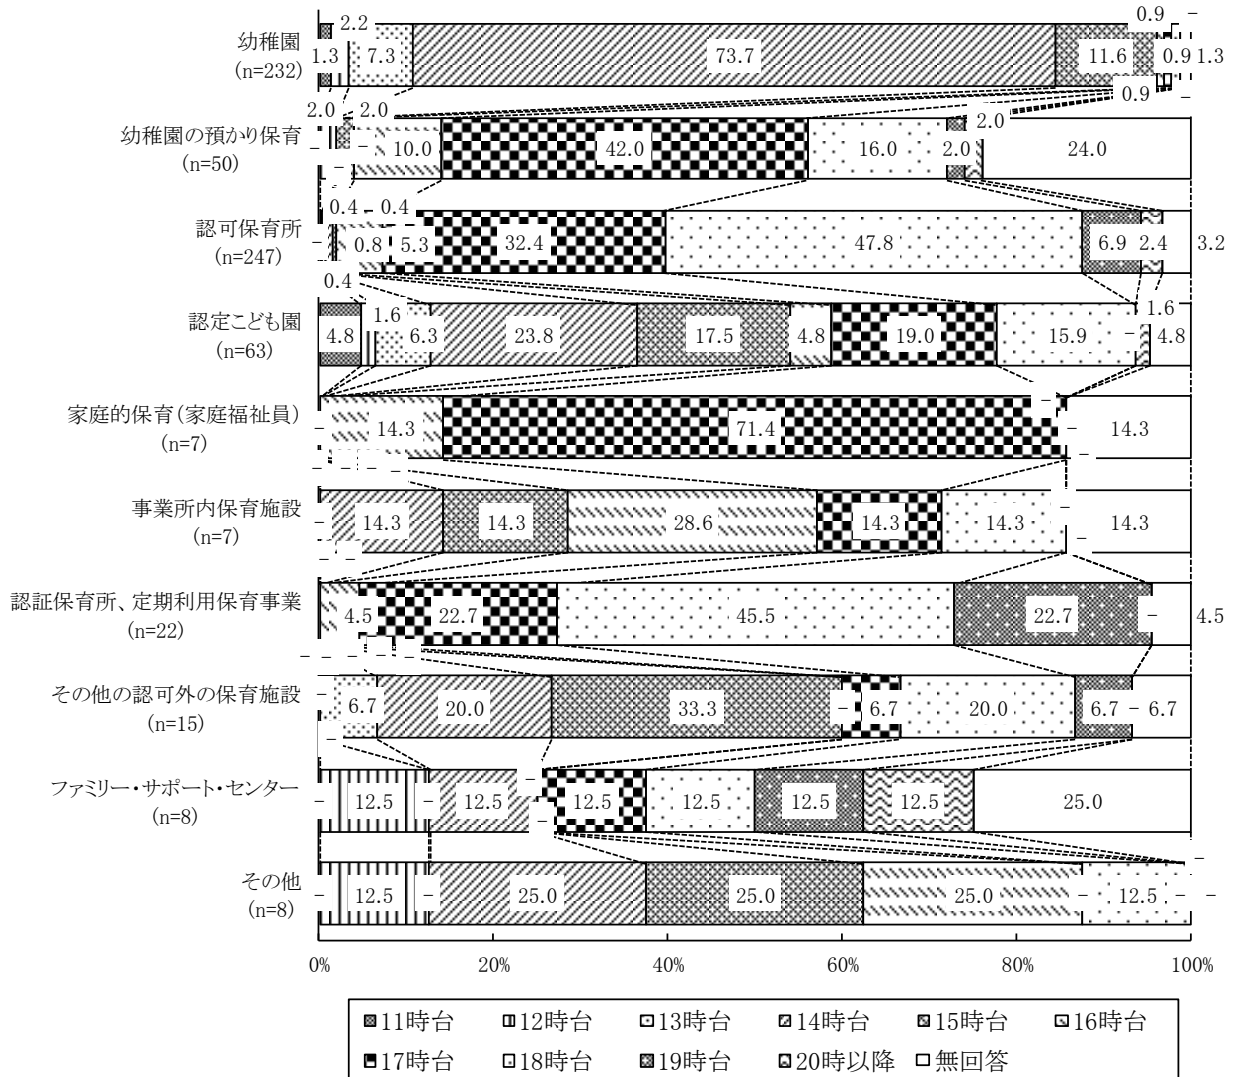 2.2 0.9 －
幼稚園 1.3 7.3 73.7 11.6 0.9 1.3
(n=232)
0.9 －
2.0 2.0 2.0
幼稚園の預かり保育 － － 10.0 42.0 16.0 2.0 24.0
(n=50) －
0.4 0.4
認可保育所 － 0.8 5.3 32.4 47.8 6.9 2.4 3.2
(n=247)
0.4
1.6 1.6
認定こども園 4.8 6.3 23.8 17.5 4.8 19.0 15.9 － 4.8
(n=63)
－
家庭的保育（家庭福祉員） － 14.3 71.4 － 14.3
(n=7)
－ － － － －
事業所内保育施設 － 14.3 14.3 28.6 14.3 14.3 － 14.3
(n=7)
－ － －
認証保育所、定期利用保育事業 4.5 22.7 45.5 22.7 － 4.5
(n=22)
－ － － － －
その他の認可外の保育施設 － 6.7 20.0 33.3 － 6.7 20.0 6.7 － 6.7
(n=15)
－
－
ファミリー・サポート・センター － 12.5 － 12.5 12.5 12.5 12.5 12.5 25.0
(n=8) －
－
その他 － 12.5 － 25.0 25.0 25.0 － 12.5 － －
(n=8)
0% 20% 40% 60% 80% 100%
11時台 12時台 13時台 14時台 15時台 16時台
17時台 18時台 19時台 20時以降 無回答